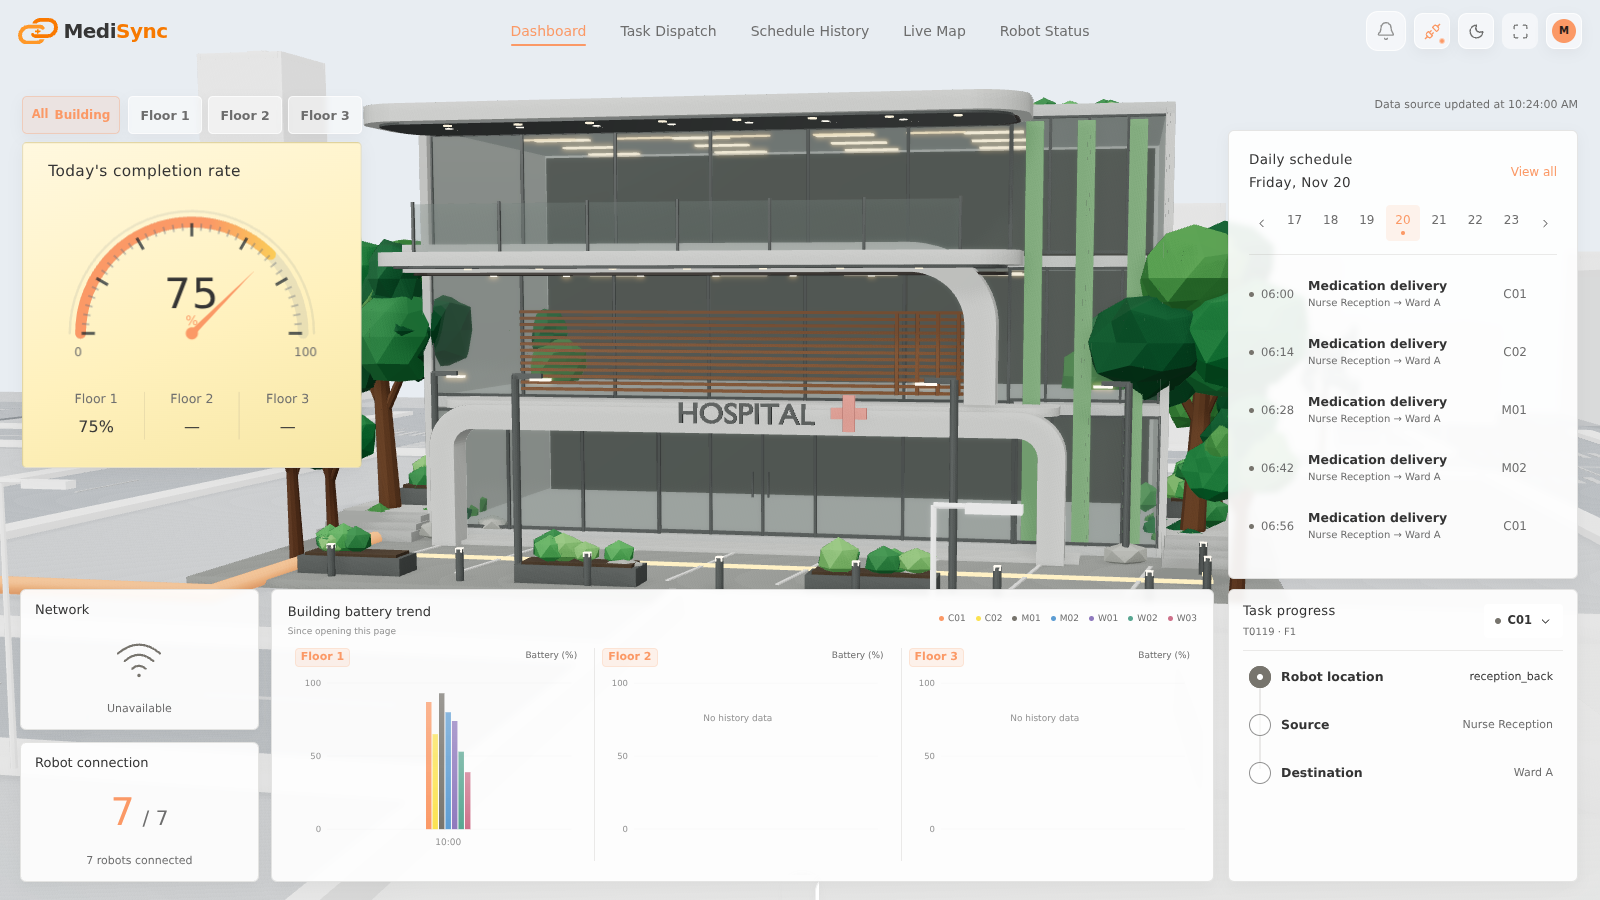 MediSync
Dashboard
Task Dispatch
Schedule History
Live Map
Robot Status
M
All Building
Floor 1
Floor 2
Floor 3
Data source updated at 10:24:00 AM
Today's completion rate
75
%
0
100
Floor 1
Floor 2
Floor 3
75%
—
—
HOSPITAL
Daily schedule
Friday, Nov 20
View all
‹ 17 18 19 20 21 22 23 ›
06:00 Medication delivery C01
Nurse Reception → Ward A
06:14 Medication delivery C02
Nurse Reception → Ward A
06:28 Medication delivery M01
Nurse Reception → Ward A
06:42 Medication delivery M02
Nurse Reception → Ward A
06:56 Medication delivery C01
Nurse Reception → Ward A
Network
Unavailable
Robot connection
7 / 7
7 robots connected
Building battery trend
Since opening this page
C01 C02 M01 M02 W01 W02 W03
Floor 1
Battery (%)
100
50
0
10:00
Floor 2
Battery (%)
100
No history data
50
0
Floor 3
Battery (%)
100
No history data
50
0
Task progress
T0119 · F1
C01
Robot location reception_back
Source Nurse Reception
Destination Ward A